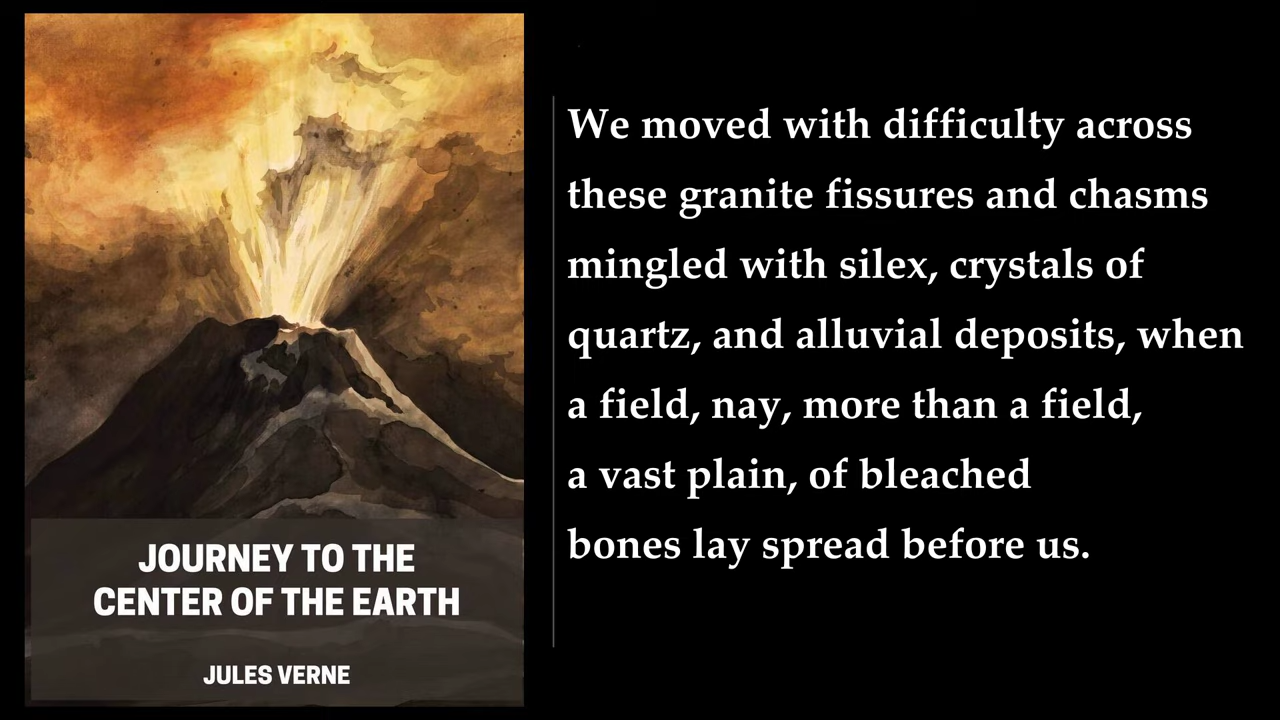 JOURNEY TO THE
CENTER OF THE EARTH
JULES VERNE
We moved with difficulty across
these granite fissures and chasms
mingled with silex, crystals of
quartz, and alluvial deposits, when
a field, nay, more than a field,
a vast plain, of bleached
bones lay spread before us.